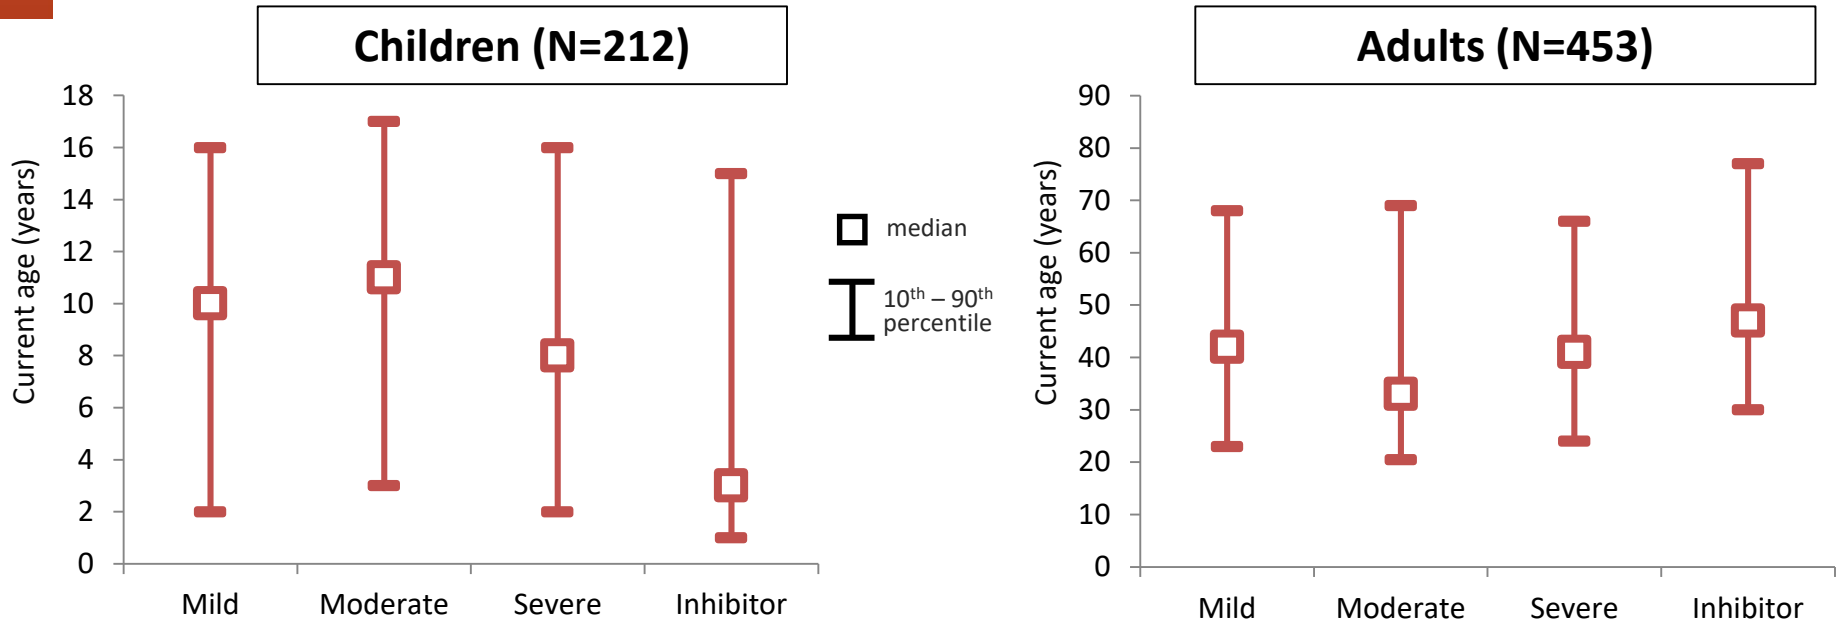 Children (N=212)
18
16
14
12
10
8
6
4
2
0
Current age (years)
Mild Moderate Severe Inhibitor
median
10th – 90th
percentile
Adults (N=453)
90
80
70
60
50
40
30
20
10
0
Current age (years)
Mild Moderate Severe Inhibitor